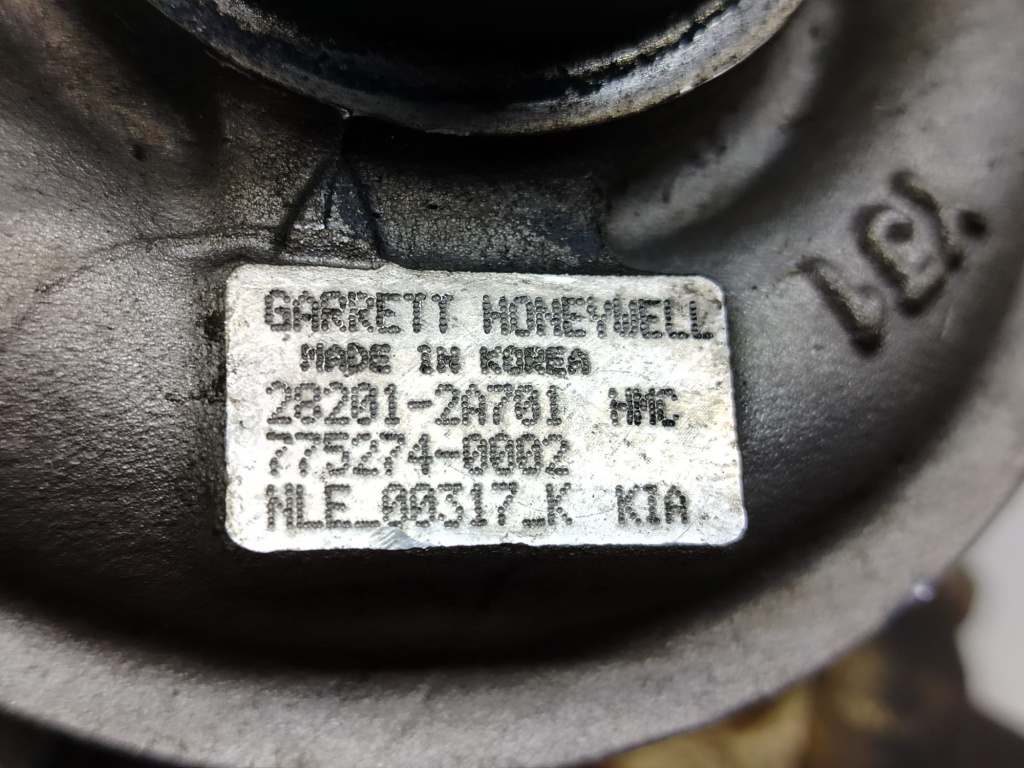 GARRETT HONEYWELL
MADE IN KOREA
28201-2A701 HMC
775274-0002
NLE_00317_K KIA